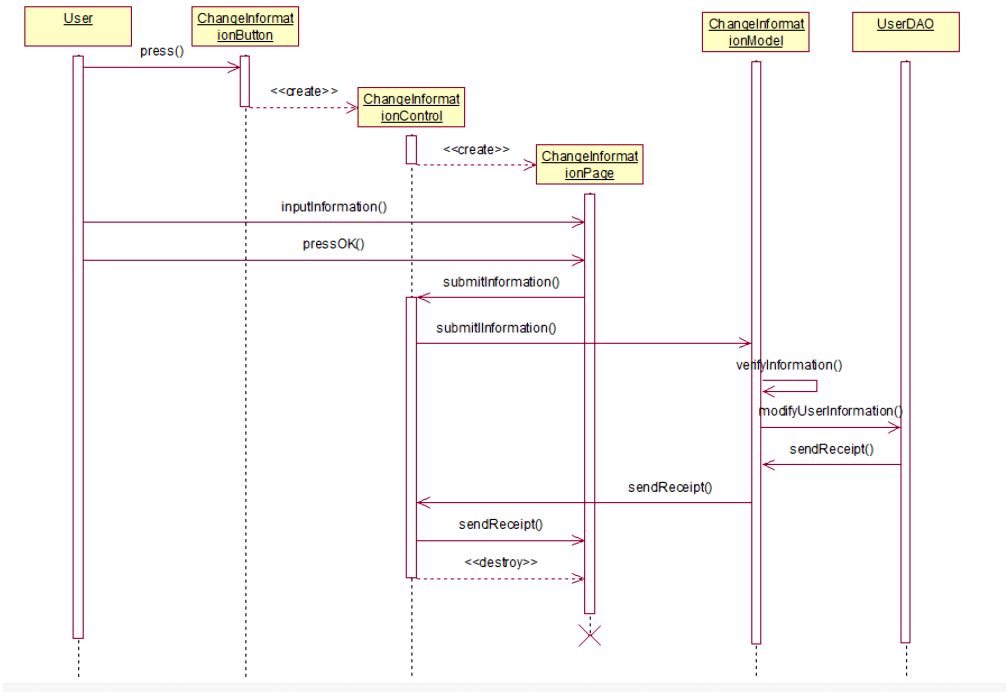 User
ChangeInformat
ionButton
ChangeInformat
ionModel
UserDAO
press()
<<create>>
ChangeInformat
ionControl
<<create>>
ChangeInformat
ionPage
inputInformation()
pressOK()
submitInformation()
submitIInformation()
verifyInformation()
modifyUserInformation()
sendReceipt()
sendReceipt()
sendReceipt()
<<destroy>>